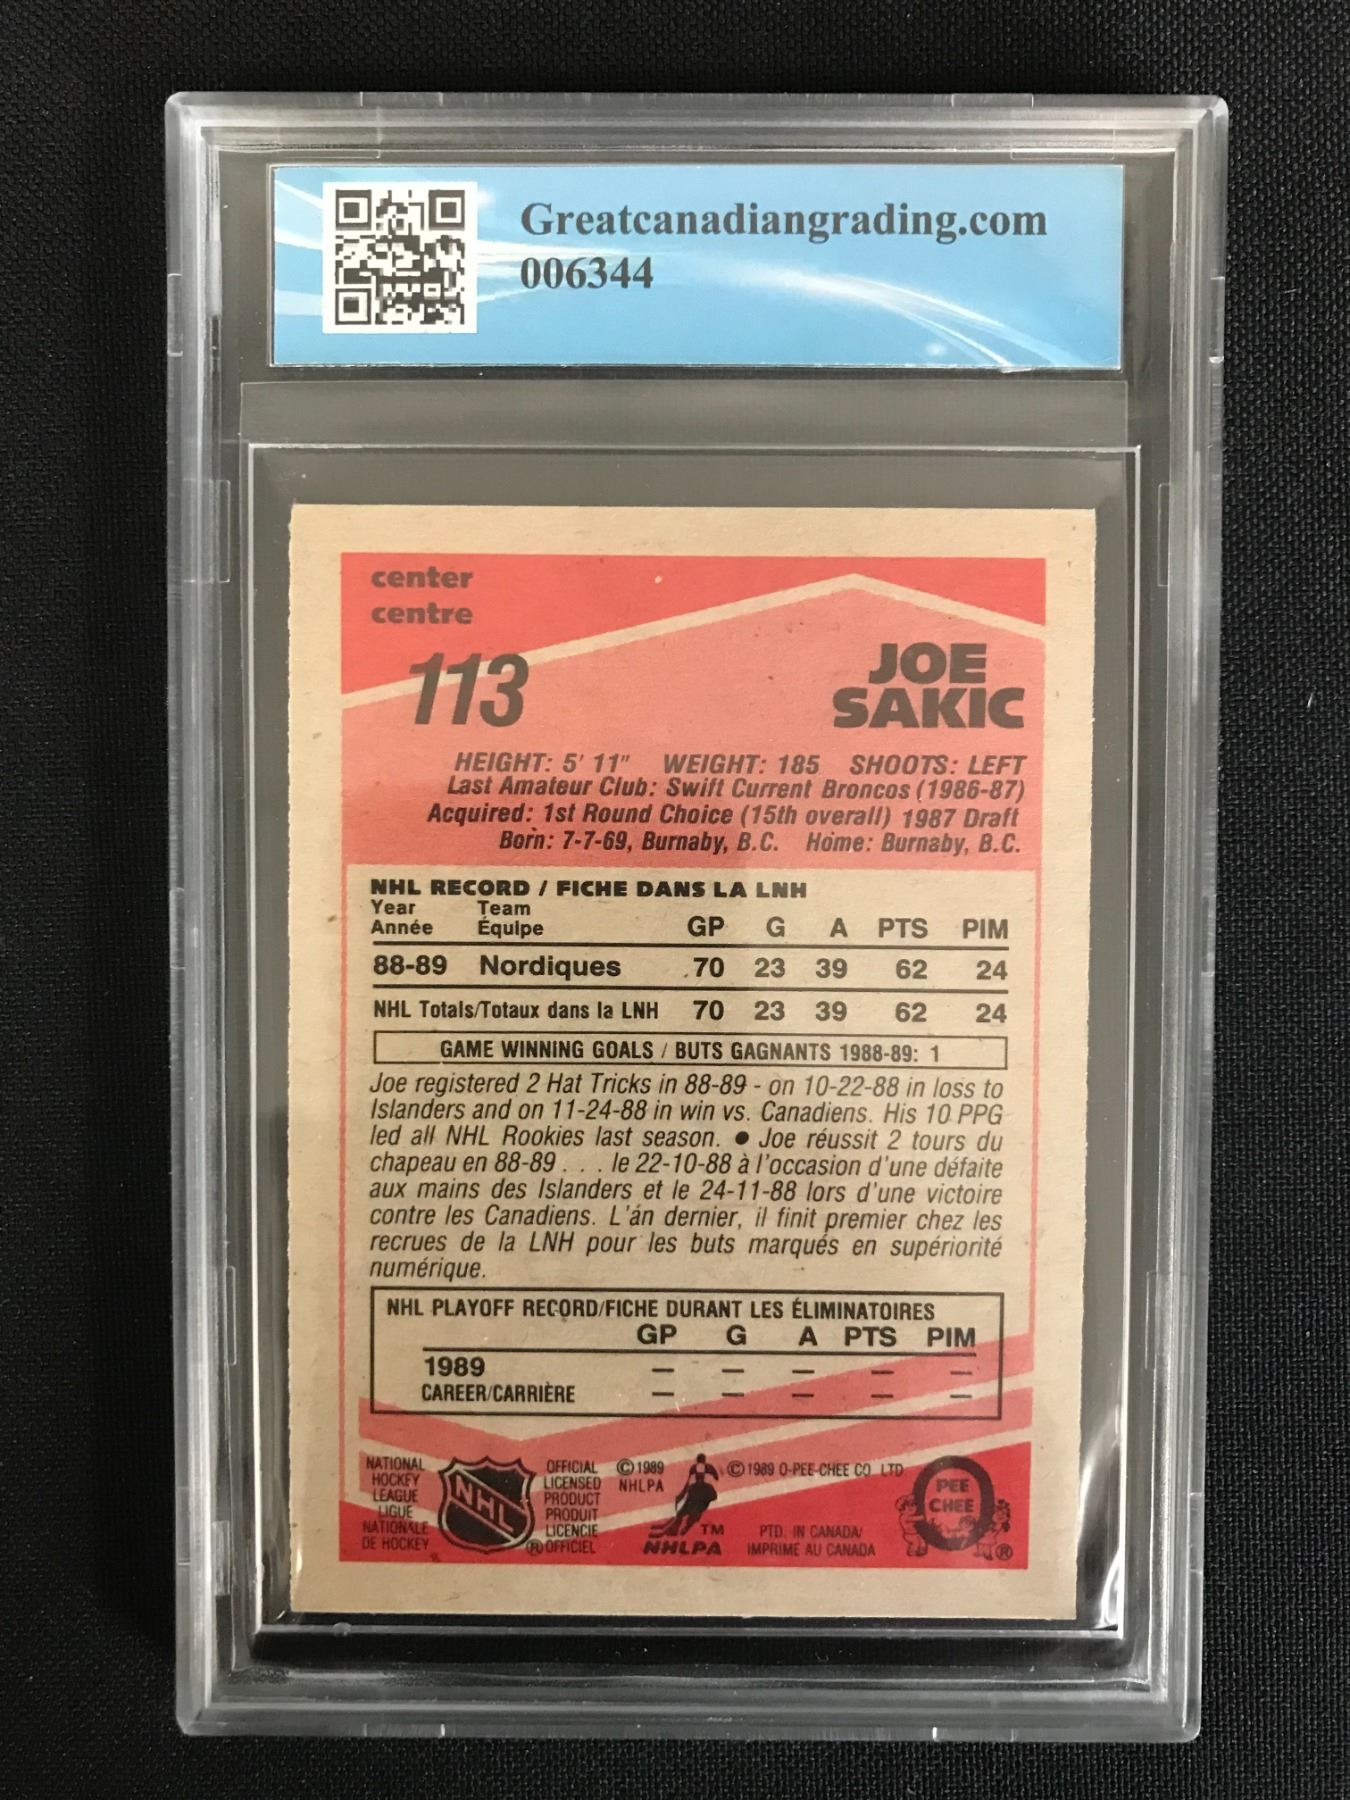 Greatcanadiangrading.com
006344
center
centre
113
JOE
SAKIC
HEIGHT: 5' 11" WEIGHT: 185 SHOOTS: LEFT
Last Amateur Club: Swift Current Broncos (1986-87)
Acquired: 1st Round Choice (15th overall) 1987 Draft
Born: 7-7-69, Burnaby, B.C. Home: Burnaby, B.C.
NHL RECORD / FICHE DANS LA LNH
Year Team
Année Équipe GP G A PTS PIM
88-89 Nordiques 70 23 39 62 24
NHL Totals/Totaux dans la LNH 70 23 39 62 24
GAME WINNING GOALS / BUTS GAGNANTS 1988-89: 1
Joe registered 2 Hat Tricks in 88-89 - on 10-22-88 in loss to
Islanders and on 11-24-88 in win vs. Canadiens. His 10 PPG
led all NHL Rookies last season. ● Joe réussit 2 tours du
chapeau en 88-89 . . . le 22-10-88 à l'occasion d'une défaite
aux mains des Islanders et le 24-11-88 lors d'une victoire
contre les Canadiens. L'án dernier, il finit premier chez les
recrues de la LNH pour les buts marqués en supériorité
numérique.
NHL PLAYOFF RECORD/FICHE DURANT LES ÉLIMINATOIRES
GP G A PTS PIM
1989 — — — — —
CAREER/CARRIÈRE — — — — —
NATIONAL
HOCKEY
LEAGUE
LIGUE
NATIONALE
DE HOCKEY
NHL
OFFICIAL
LICENSED
PRODUCT
PRODUIT
LICENCIE
® OFFICIEL
© 1989
NHLPA
TM
NHLPA
© 1989 O-PEE-CHEE CO. LTD
PTD. IN CANADA/
IMPRIME AU CANADA
PEE
CHEE
®